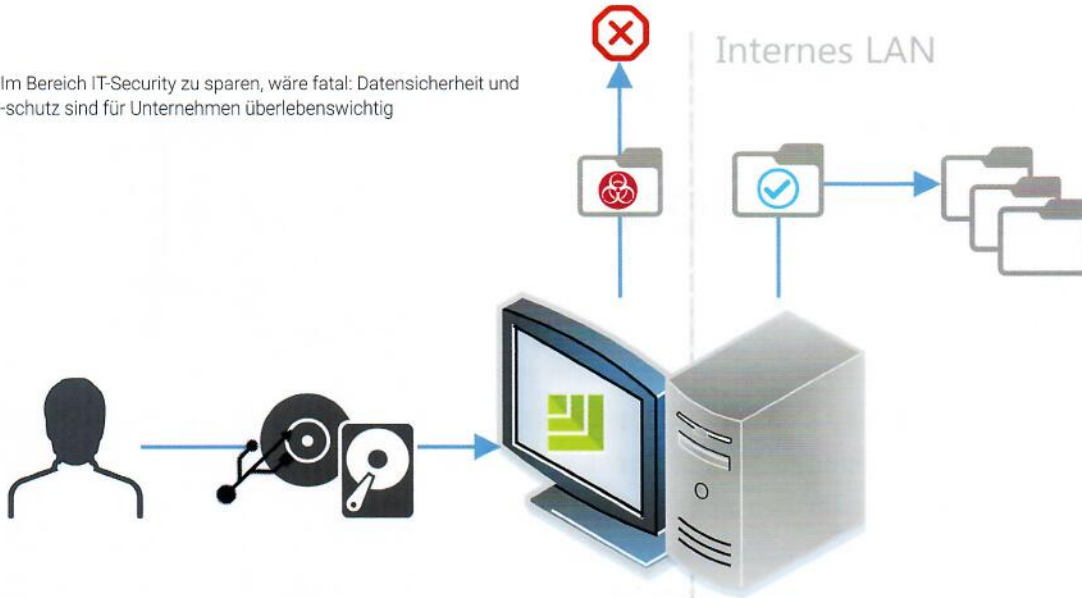 Internes LAN
Im Bereich IT-Security zu sparen, wäre fatal: Datensicherheit und
-schutz sind für Unternehmen überlebenswichtig